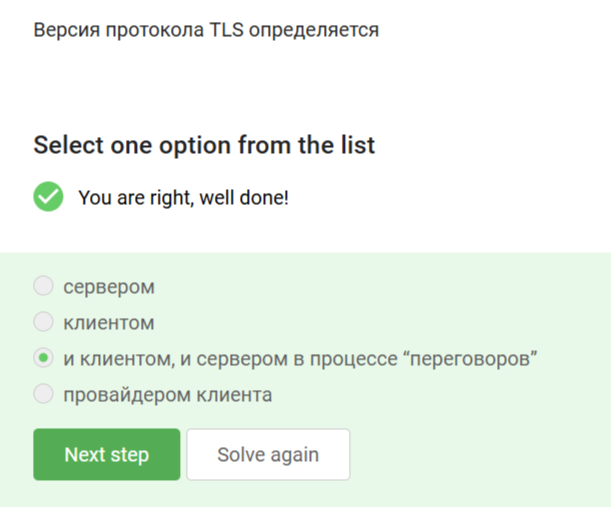 Версия протокола TLS определяется
Select one option from the list
You are right, well done!
сервером
клиентом
и клиентом, и сервером в процессе “переговоров”
провайдером клиента
Next step
Solve again